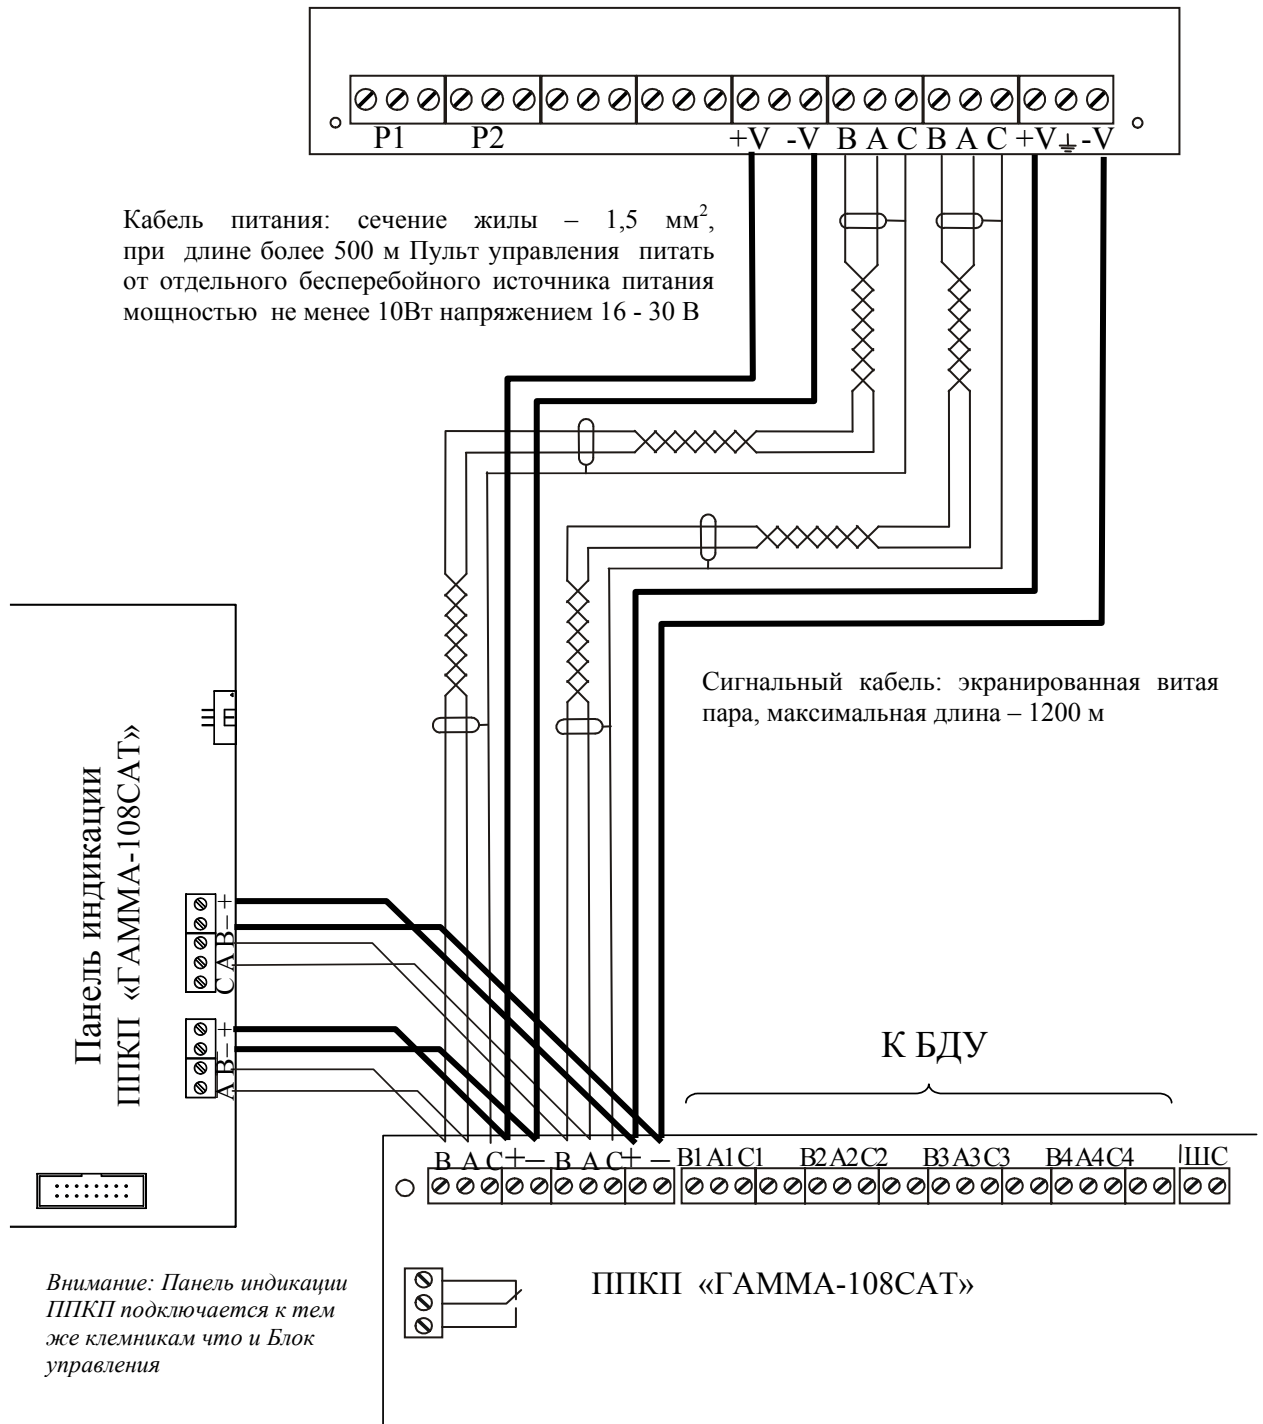 P1 P2 +V -V B A C B A C +V -V
Кабель питания: сечение жилы – 1,5 мм²,
при длине более 500 м Пульт управления питать
от отдельного бесперебойного источника питания
мощностью не менее 10Вт напряжением 16 - 30 В
Сигнальный кабель: экранированная витая
пара, максимальная длина – 1200 м
Панель индикации
ППКП «ГАММА-108САТ»
C A B − +
A B − +
К БДУ
B A C + − B A C + − B1 A1 C1 B2 A2 C2 B3 A3 C3 B4 A4 C4 ШС
ППКП «ГАММА-108САТ»
Внимание: Панель индикации
ППКП подключается к тем
же клемникам что и Блок
управления